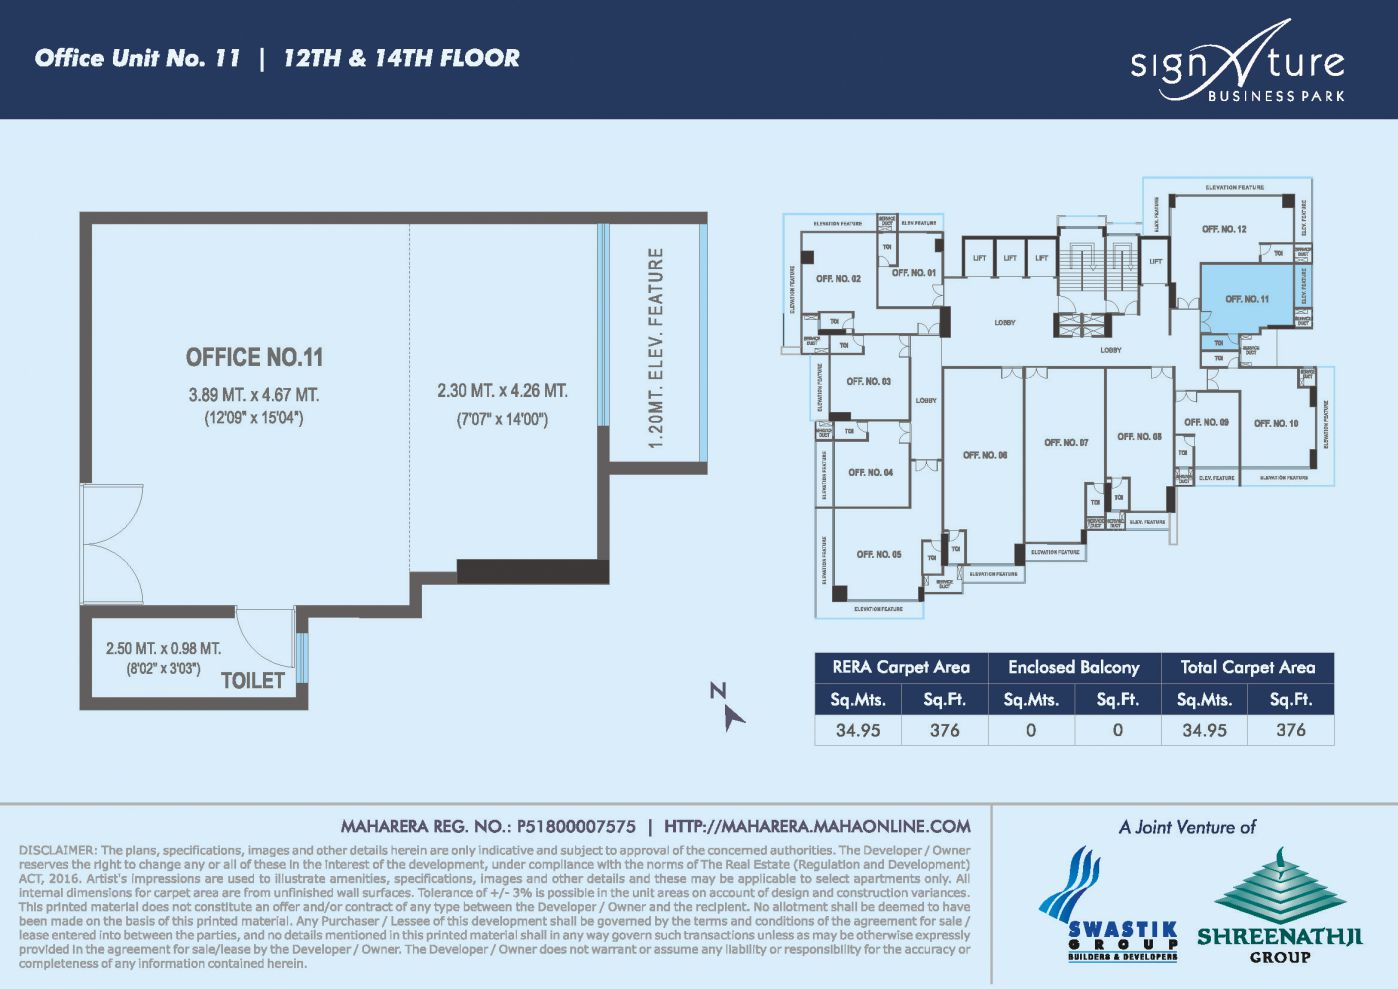 Office Unit No. 11 | 12TH & 14TH FLOOR
signAture
BUSINESS PARK
OFFICE NO.11
3.89 MT. x 4.67 MT.
(12'09" x 15'04")
2.30 MT. x 4.26 MT.
(7'07" x 14'00")
1.20MT. ELEV. FEATURE
2.50 MT. x 0.98 MT.
(8'02" x 3'03")
TOILET
N
ELEVATION FEATURE
ELEV. FEATURE
ELEV. FEATURE
OFF. NO. 12
TOI
SERVICE DUCT
ELEVATION FEATURE
SERVICE DUCT
ELEV. FEATURE
TOI
OFF. NO. 01
OFF. NO. 02
ELEVATION FEATURE
TOI
SERVICE DUCT
LIFT
LIFT
LIFT
LIFT
LOBBY
LOBBY
LOBBY
OFF. NO. 11
ELEV. FEATURE
SERVICE DUCT
TOI
TOI
SERVICE DUCT
TOI
OFF. NO. 03
ELEVATION FEATURE
SERVICE DUCT
TOI
OFF. NO. 04
ELEVATION FEATURE
OFF. NO. 05
ELEVATION FEATURE
ELEVATION FEATURE
TOI
SERVICE DUCT
TOI
OFF. NO. 06
ELEVATION FEATURE
OFF. NO. 07
TOI
SERVICE DUCT
ELEVATION FEATURE
OFF. NO. 08
TOI
SERVICE DUCT
ELEV. FEATURE
OFF. NO. 09
TOI
SERVICE DUCT
ELEV. FEATURE
OFF. NO. 10
SERVICE DUCT
ELEVATION FEATURE
ELEVATION FEATURE
RERA Carpet Area Enclosed Balcony Total Carpet Area
Sq.Mts. Sq.Ft. Sq.Mts. Sq.Ft. Sq.Mts. Sq.Ft.
34.95 376 0 0 34.95 376
MAHARERA REG. NO.: P51800007575 | HTTP://MAHARERA.MAHAONLINE.COM
DISCLAIMER: The plans, specifications, images and other details herein are only indicative and subject to approval of the concerned authorities. The Developer / Owner
reserves the right to change any or all of these in the interest of the development, under compliance with the norms of The Real Estate (Regulation and Development)
ACT, 2016. Artist's impressions are used to illustrate amenities, specifications, images and other details and these may be applicable to select apartments only. All
internal dimensions for carpet area are from unfinished wall surfaces. Tolerance of +/- 3% is possible in the unit areas on account of design and construction variances.
This printed material does not constitute an offer and/or contract of any type between the Developer / Owner and the recipient. No allotment shall be deemed to have
been made on the basis of this printed material. Any Purchaser / Lessee of this development shall be governed by the terms and conditions of the agreement for sale /
lease entered into between the parties, and no details mentioned in this printed material shall in any way govern such transactions unless as may be otherwise expressly
provided in the agreement for sale/lease by the Developer / Owner. The Developer / Owner does not warrant or assume any liability or responsibility for the accuracy or
completeness of any information contained herein.
A Joint Venture of
SWASTIK
GROUP
BUILDERS & DEVELOPERS
SHREENATHJI
GROUP